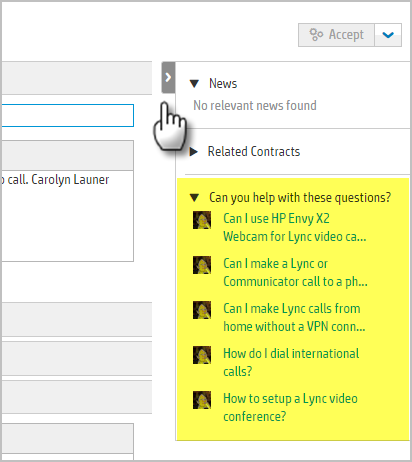 Accept
News
No relevant news found
Related Contracts
o call. Carolyn Launer
Can you help with these questions?
Can I use HP Envy X2
Webcam for Lync video ca...
Can I make a Lync or
Communicator call to a ph...
Can I make Lync calls from
home without a VPN conn...
How do I dial international
calls?
How to setup a Lync video
conference?